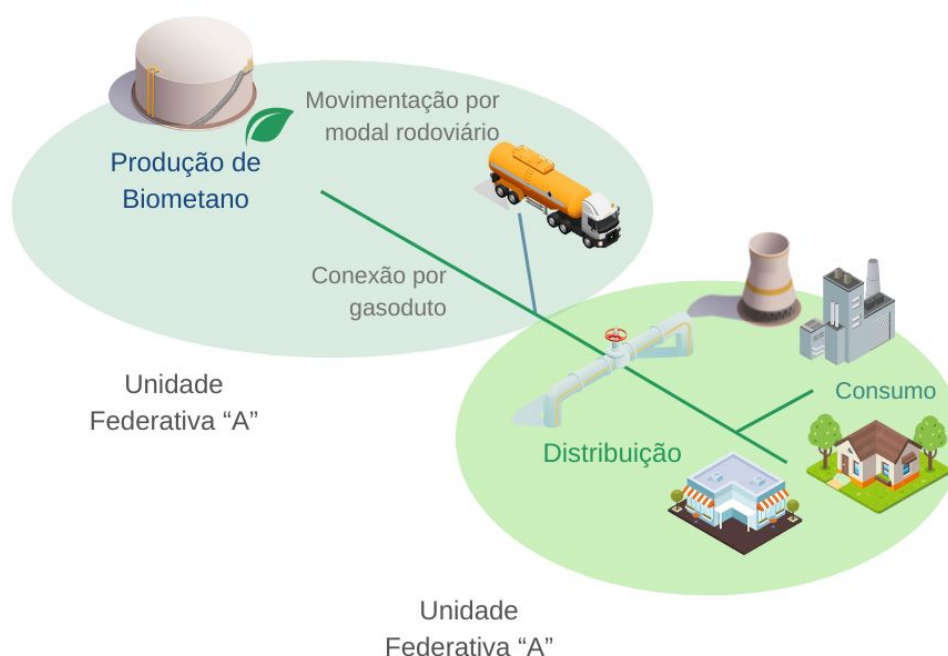 Movimentação por
modal rodoviário
Produção de
Biometano
Conexão por
gasoduto
Unidade
Federativa “A”
Consumo
Distribuição
Unidade
Federativa “A”